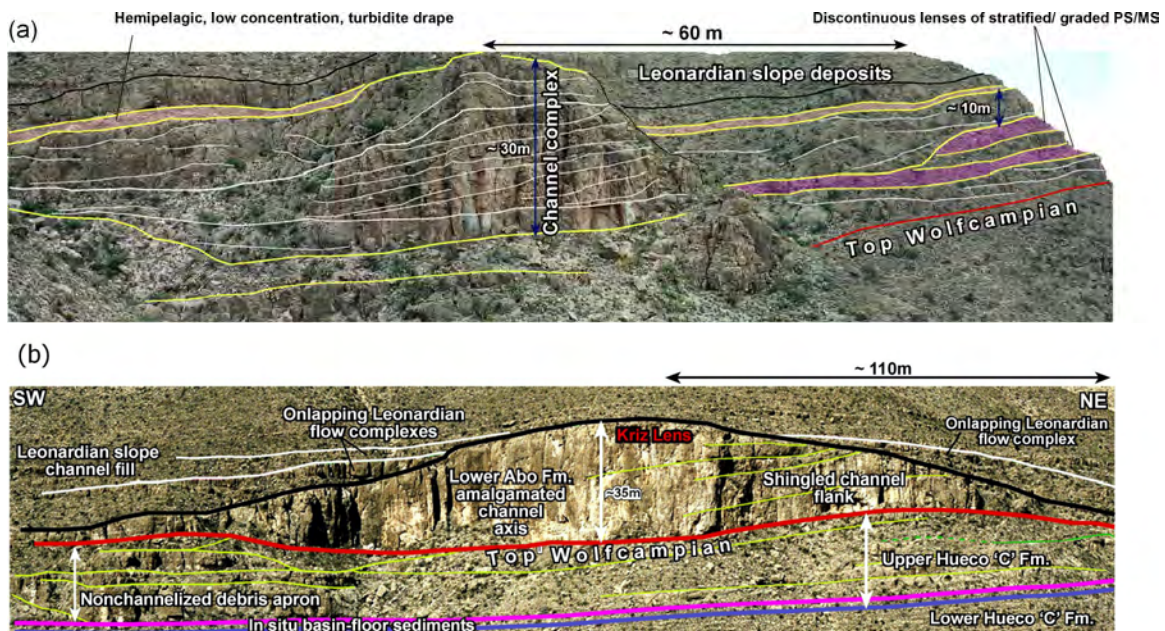 Hemipelagic, low concentration, turbidite drape
Discontinuous lenses of stratified/ graded PS/MS
(a)
~ 60 m
Leonardian slope deposits
~ 10m
~ 30m
Channel complex
Top Wolfcampian
(b)
~ 110m
SW
NE
Onlapping Leonardian
flow complexes
Kriz Lens
Onlapping Leonardian
flow complex
Leonardian slope
channel fill
Lower Abo Fm.
amalgamated
channel
axis
~35m
Shingled channel
flank
Top Wolfcampian
Upper Hueco 'C' Fm.
Nonchannelized debris apron
In situ basin-floor sediments
Lower Hueco 'C' Fm.